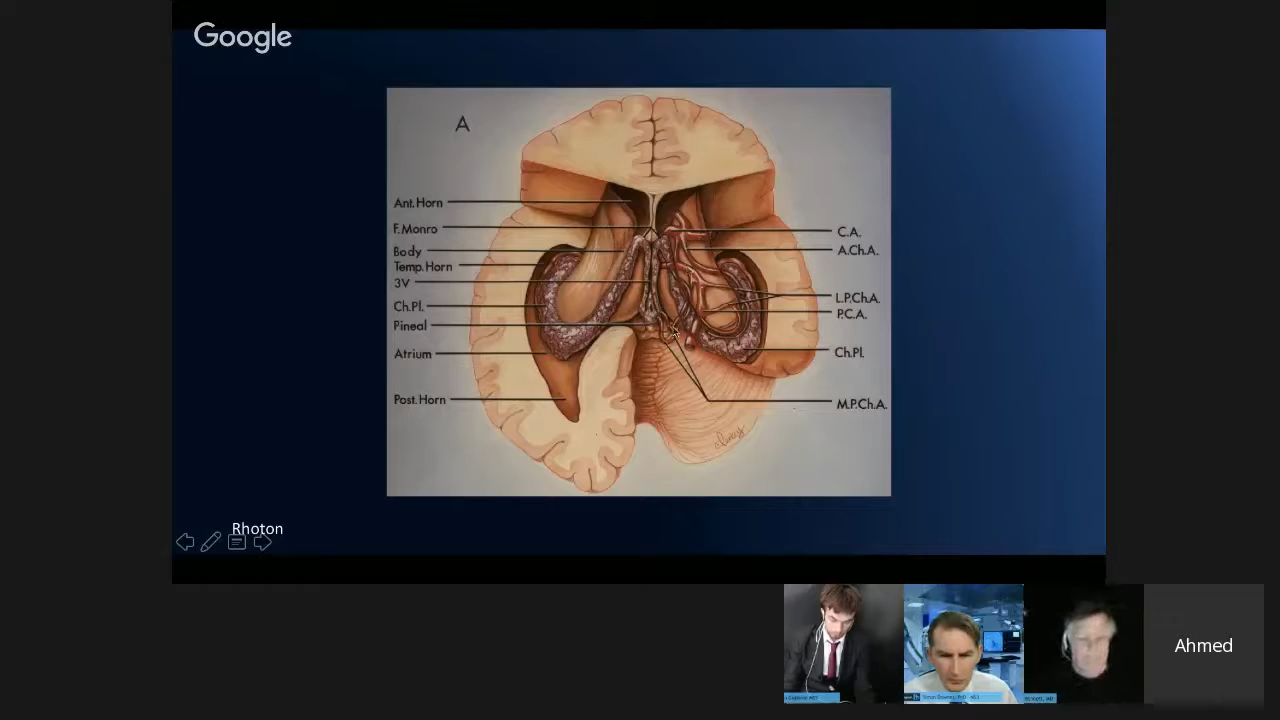 Google
A
Ant.Horn
F.Monro
Body
Temp.Horn
3V
Ch.Pl.
Pineal
Atrium
Post.Horn
C.A.
A.Ch.A.
L.P.Ch.A.
P.C.A.
Ch.Pl.
M.P.Ch.A.
Rhoton
Ahmed